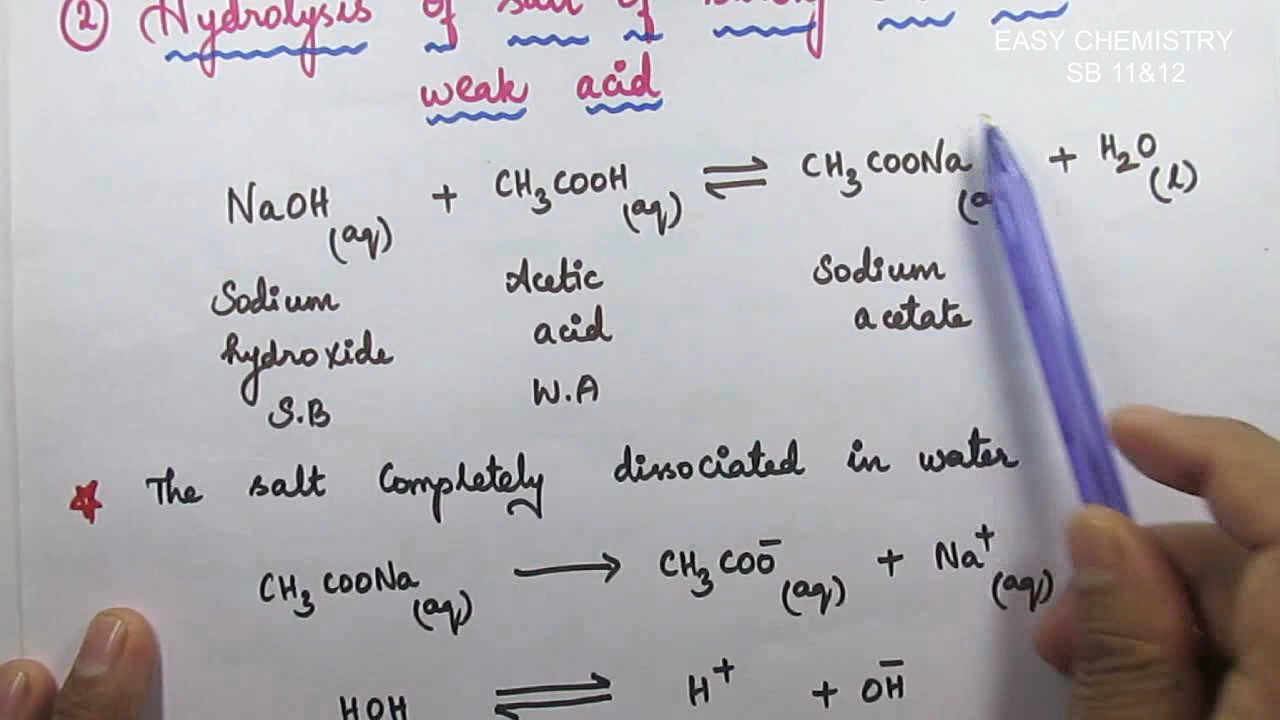 ② Hydrolysis of salt of strong
weak acid
EASY CHEMISTRY
SB 11&12
NaOH(aq) + CH₃COOH(aq) ⇌ CH₃COONa(a + H₂O(l)
Sodium hydroxide S.B
Acetic acid W.A
Sodium acetate
★ The salt completely dissociated in water
CH₃COONa(aq) ⟶ CH₃COO⁻(aq) + Na⁺(aq)
HOH ⇌ H⁺ + OH⁻